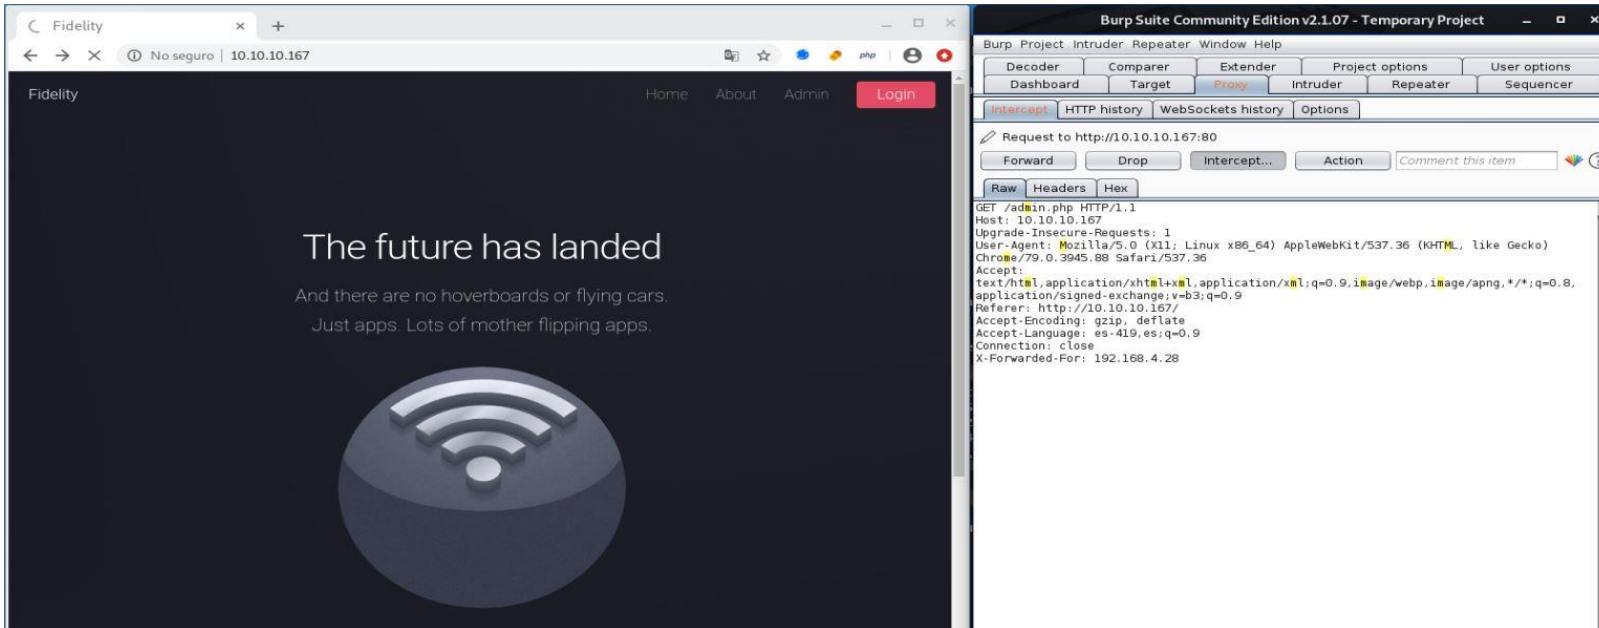 Fidelity
No seguro | 10.10.10.167
php
Fidelity
Home About Admin Login
The future has landed
And there are no hoverboards or flying cars.
Just apps. Lots of mother flipping apps.
Burp Suite Community Edition v2.1.07 - Temporary Project
Burp Project Intruder Repeater Window Help
Decoder Comparer Extender Project options User options
Dashboard Target Proxy Intruder Repeater Sequencer
Intercept HTTP history WebSockets history Options
Request to http://10.10.10.167:80
Forward Drop Intercept... Action Comment this item
Raw Headers Hex
GET /admin.php HTTP/1.1
Host: 10.10.10.167
Upgrade-Insecure-Requests: 1
User-Agent: Mozilla/5.0 (X11; Linux x86_64) AppleWebKit/537.36 (KHTML, like Gecko)
Chrome/79.0.3945.88 Safari/537.36
Accept:
text/html,application/xhtml+xml,application/xml;q=0.9,image/webp,image/apng,*/*;q=0.8,
application/signed-exchange;v=b3;q=0.9
Referer: http://10.10.10.167/
Accept-Encoding: gzip, deflate
Accept-Language: es-419,es;q=0.9
Connection: close
X-Forwarded-For: 192.168.4.28